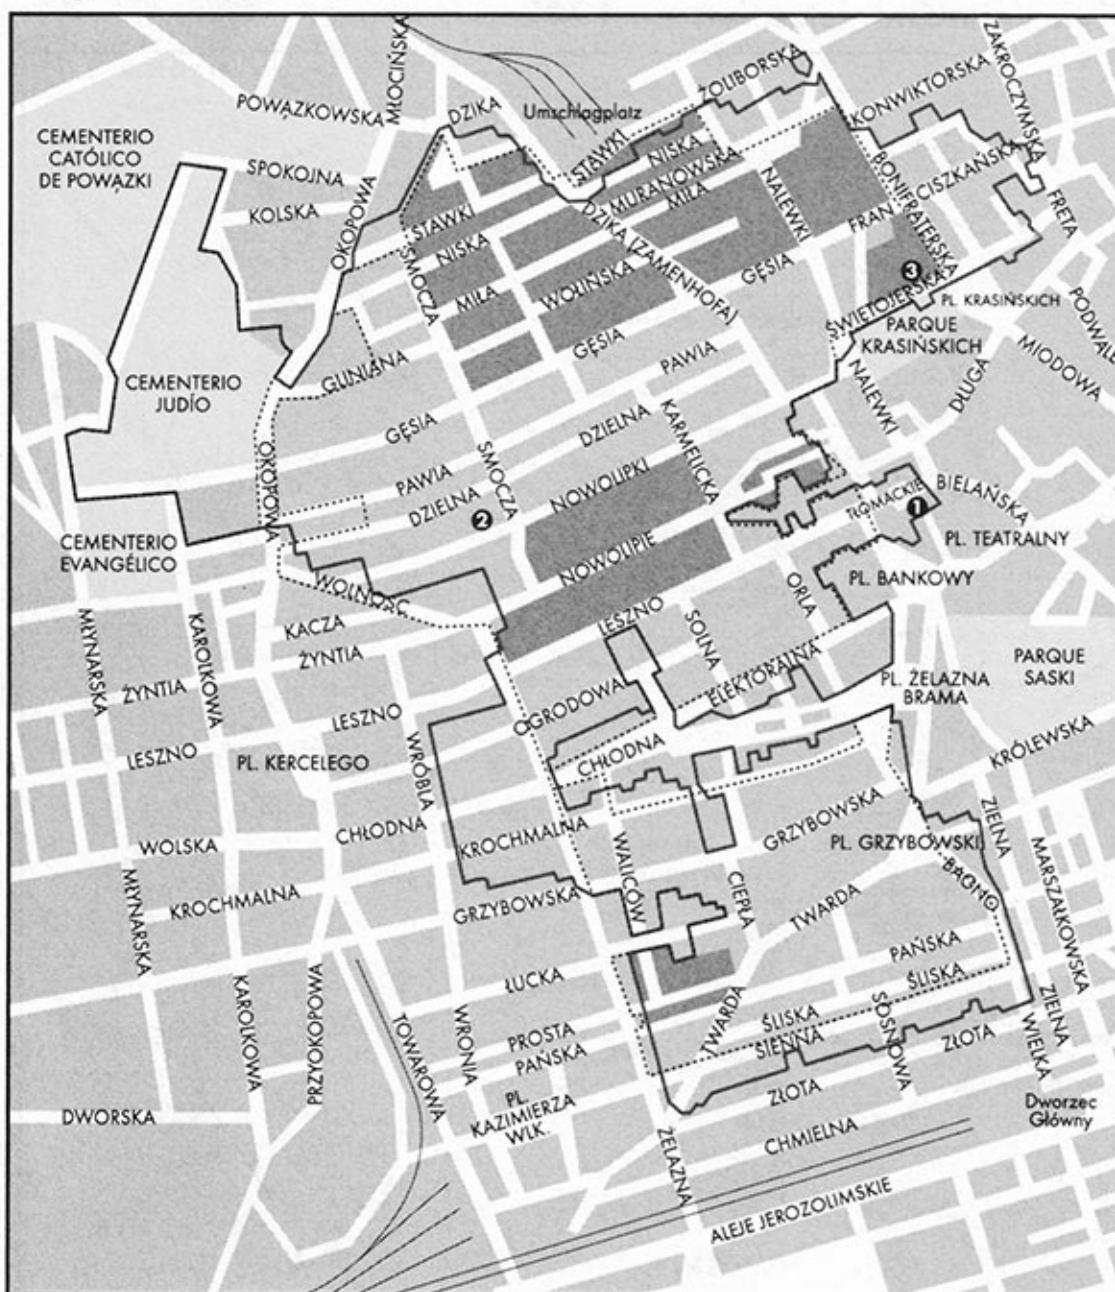 MŁOCIŃSKA
ZAKROCZYMSKA
ŻOLIBORSKA
POWĄZKOWSKA
DZIKA
Umschlagplatz
KONWIKTORSKA
CEMENTERIO
CATÓLICO
DE POWĄZKI
STAWKI
NISKA
BONIFRATERSKA
SPOKOJNA
MURANOWSKA
FRANCISZKAŃSKA
KOLSKA
OKOPOWA
STAWKI
MIŁA
NALEWKI
FRETA
NISKA
SMOCZA
DZIKA (ZAMENHOFA)
WOLIŃSKA
GĘSIA
3
MIŁA
ŚWIĘTOJERSKA
PL. KRASIŃSKICH
PODWALE
PARQUE
KRASIŃSKICH
MIODOWA
CEMENTERIO
JUDÍO
GLINIANA
GĘSIA
PAWIA
NALEWKI
DŁUGA
GĘSIA
DZIELNA
KARMELICKA
OKOPOWA
PAWIA
SMOCZA
NOWOLIPKI
DZIELNA
2
TŁOMACKIE
1
BIELAŃSKA
CEMENTERIO
EVANGÉLICO
PL. TEATRALNY
NOWOLIPIE
PL. BANKOWY
WOLNOŚĆ
ORLA
KACZA
LESZNO
SOLNA
MŁYNARSKA
KAROLKOWA
ŻYTNIA
ŻYNTIA
ELEKTORALNA
PARQUE
SASKI
PL. ŻELAZNA
BRAMA
OGRODOWA
LESZNO
LESZNO
PL. KERCELEGO
WRÓBLA
CHŁODNA
KRÓLEWSKA
CHŁODNA
WOLSKA
KROCHMALNA
GRZYBOWSKA
PL. GRZYBOWSKI
ZIELNA
MARSZAŁKOWSKA
WALICÓW
CIEPŁA
BAGNO
MŁYNARSKA
KROCHMALNA
GRZYBOWSKA
TWARDA
PAŃSKA
ŚLISKA
ŁUCKA
KAROLKOWA
PRZYOKOPOWA
TOWAROWA
WRONIA
PROSTA
PAŃSKA
TWARDA
ŚLISKA
SIENNA
SOSNOWA
ZŁOTA
WIELKA
ZIELNA
DWORSKA
PL.
KAZIMIERZA
WLK.
ZŁOTA
Dworzec
Główny
ŻELAZNA
CHMIELNA
ALEJE JEROZOLIMSKIE